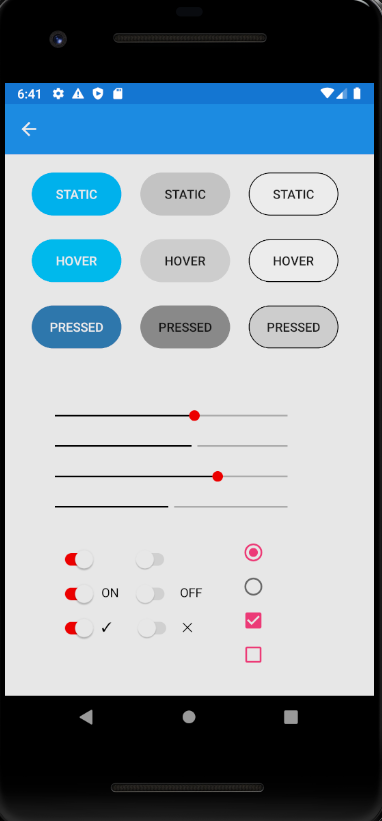 6:41
STATIC STATIC STATIC
HOVER HOVER HOVER
PRESSED PRESSED PRESSED
ON OFF